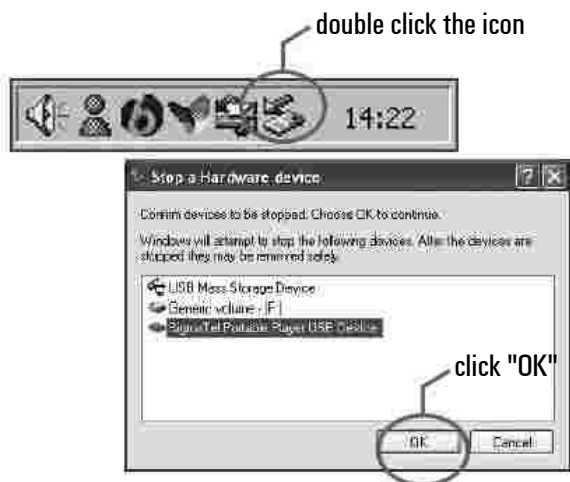 double click the icon
14:22
Stop a Hardware device
Confirm devices to be stopped. Choose OK to continue.
Windows will attempt to stop the following devices. After the devices are
stopped they may be removed safely.
USB Mass Storage Device
Generic volume - (F:)
SigmaTel Portable Player USB Device
click "OK"
OK
Cancel